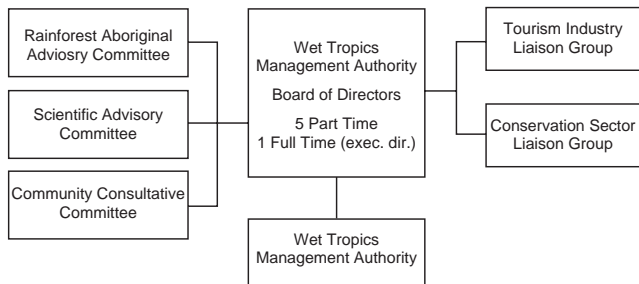 Rainforest Aboriginal
Adviosry Committee
Scientific Advisory
Committee
Community Consultative
Committee
Wet Tropics
Management Authority
Board of Directors
5 Part Time
1 Full Time (exec. dir.)
Wet Tropics
Management Authority
Tourism Industry
Liaison Group
Conservation Sector
Liaison Group